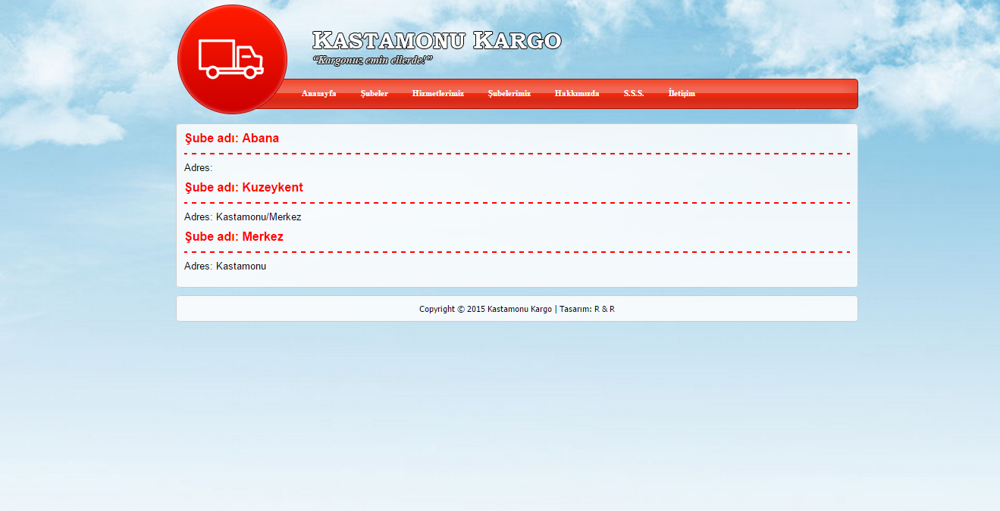 Kastamonu Kargo
“Kargonuz emin ellerde!”
Anasayfa Şubeler Hizmetlerimiz Şubelerimiz Hakkımızda S.S.S. İletişim
Şube adı: Abana
Adres:
Şube adı: Kuzeykent
Adres: Kastamonu/Merkez
Şube adı: Merkez
Adres: Kastamonu
Copyright © 2015 Kastamonu Kargo | Tasarım: R & R